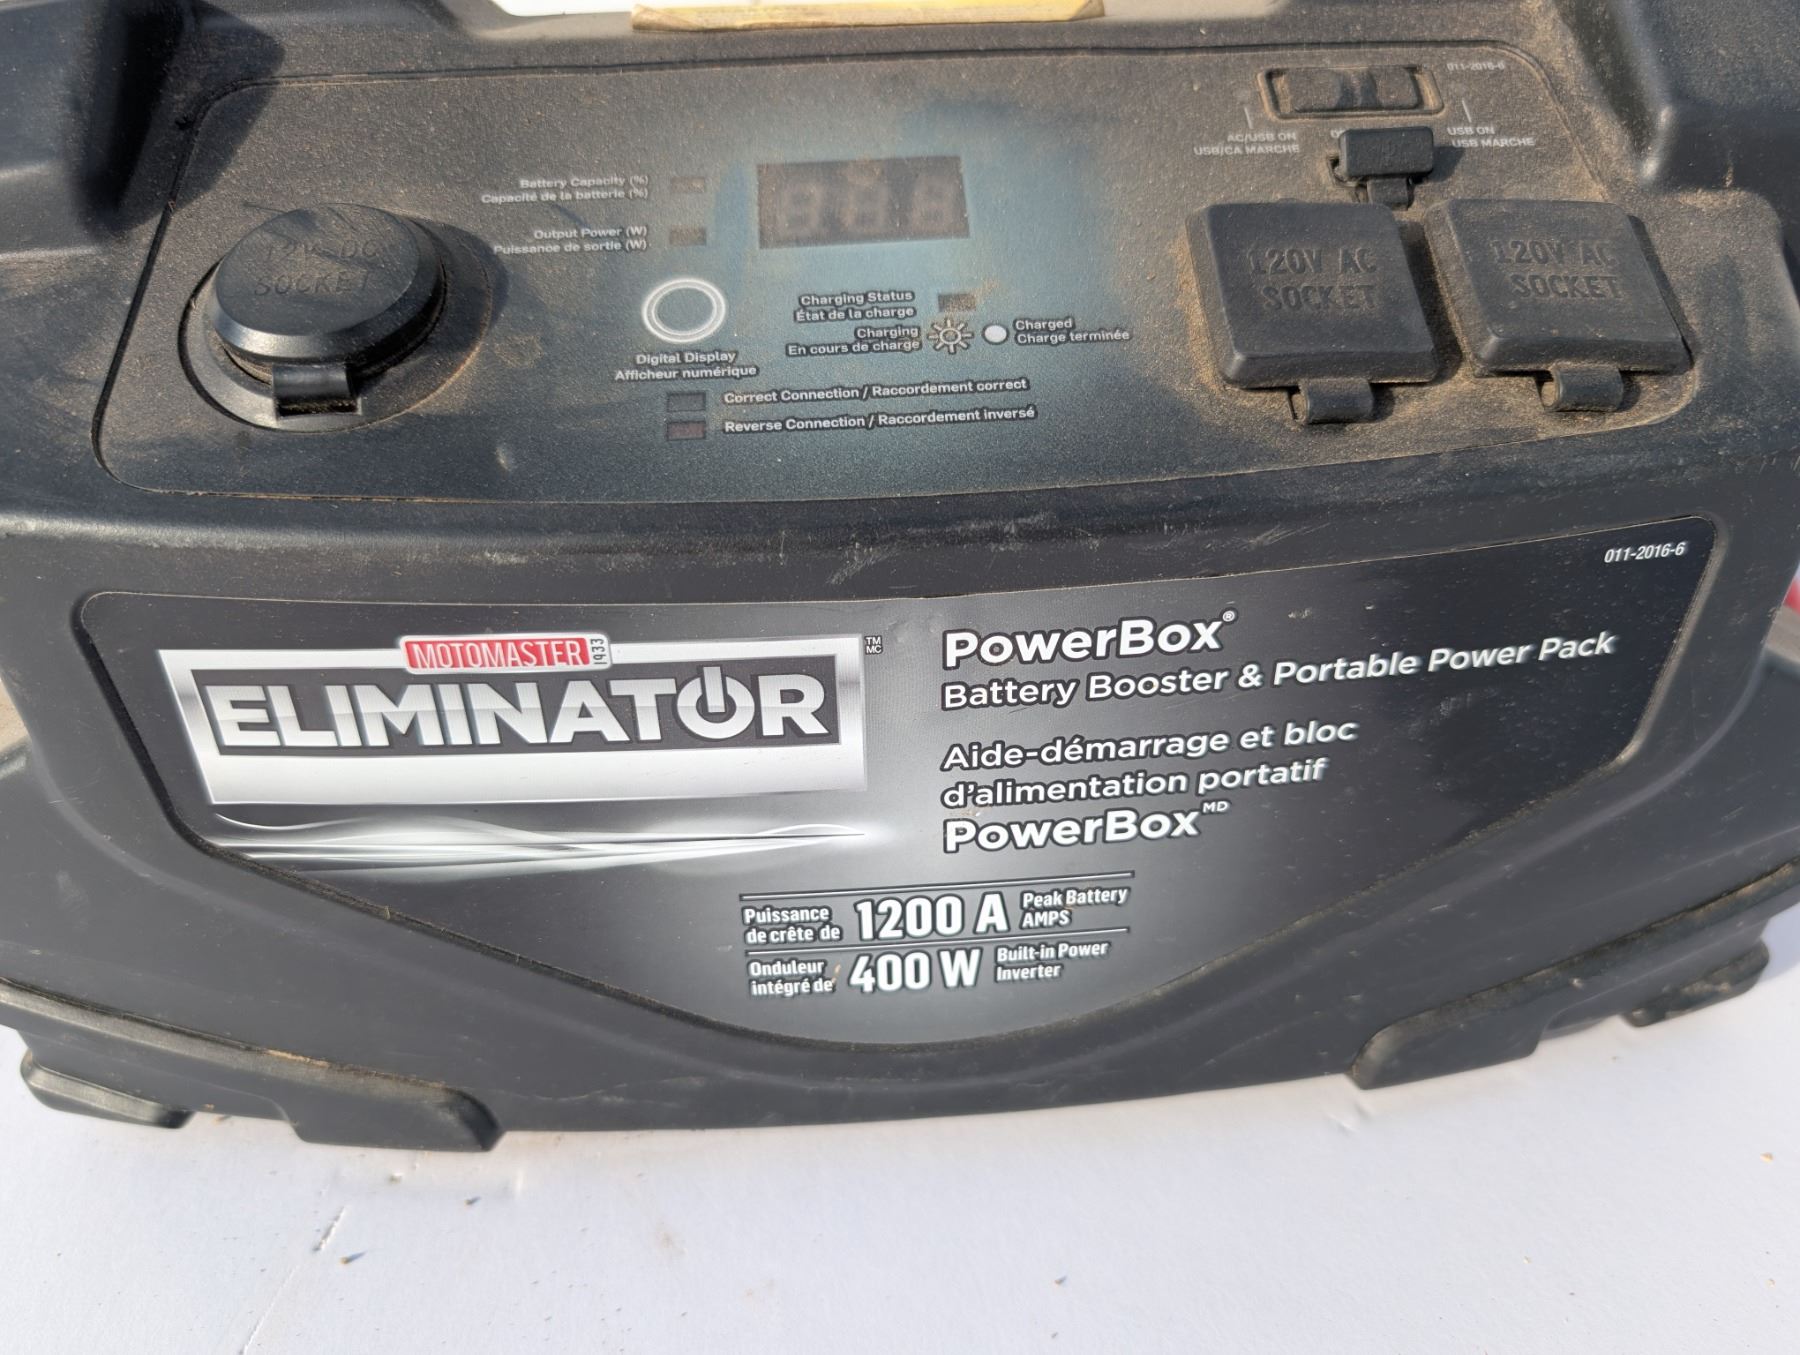 011-2016-6
AC/USB ON
USB/CA MARCHE
USB ON
USB MARCHE
Battery Capacity (%)
Capacité de la batterie (%)
Output Power (W)
Puissance de sortie (W)
12V DC
SOCKET
120V AC
SOCKET
120V AC
SOCKET
Charging Status
État de la charge
Charging
En cours de charge
Charged
Charge terminée
Digital Display
Afficheur numérique
Correct Connection / Raccordement correct
Reverse Connection / Raccordement inversé
011-2016-6
MOTOMASTER 1933
ELIMINATOR TM MC
PowerBox®
Battery Booster & Portable Power Pack
Aide-démarrage et bloc
d'alimentation portatif
PowerBox MD
Puissance
de crête de
1200 A
Peak Battery
AMPS
Onduleur
intégré de
400 W
Built-in Power
Inverter